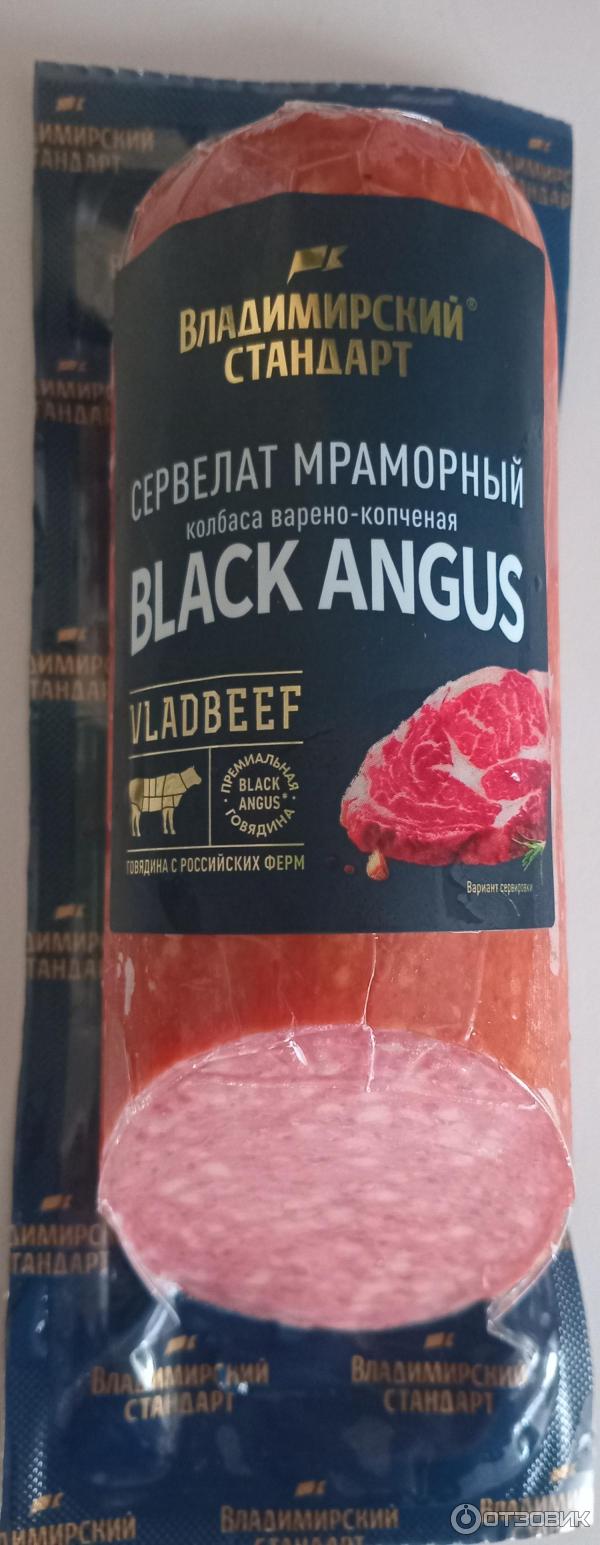 ВЛАДИМИРСКИЙ®
СТАНДАРТ
СЕРВЕЛАТ МРАМОРНЫЙ
колбаса варено-копченая
BLACK ANGUS
VLADBEEF
ПРЕМИАЛЬНАЯ
BLACK
ANGUS*
ГОВЯДИНА
ГОВЯДИНА С РОССИЙСКИХ ФЕРМ
Вариант сервировки
ВЛАДИМИРСКИЙ
СТАНДАРТ
ВЛАДИМИРСКИЙ
СТАНДАРТ
ВЛАДИМИРСКИЙ
ОТЗОВИК